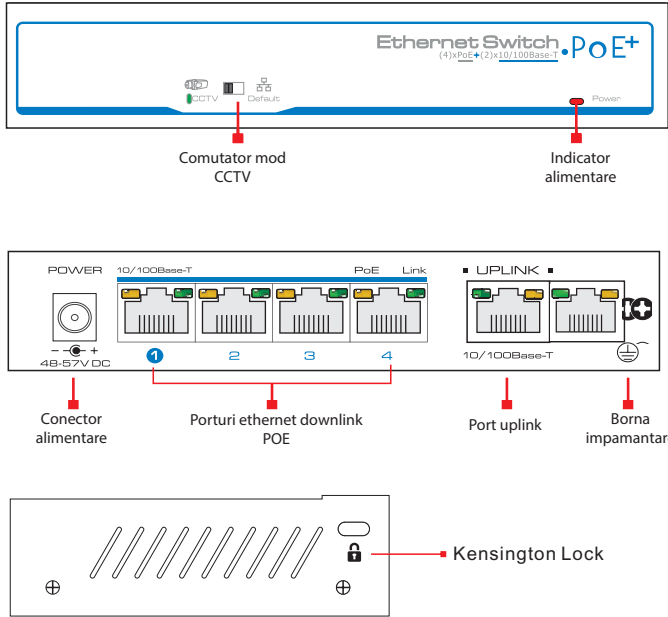 Ethernet Switch
(4)xPoE+(2)x10/100Base-T
PoE+
CCTV
Default
Power
Comutator mod
CCTV
Indicator
alimentare
POWER
10/100Base-T
PoE
Link
UPLINK
- +
48-57V DC
1
2
3
4
10/100Base-T
Conector
alimentare
Porturi ethernet downlink
POE
Port uplink
Borna
impamantar
Kensington Lock